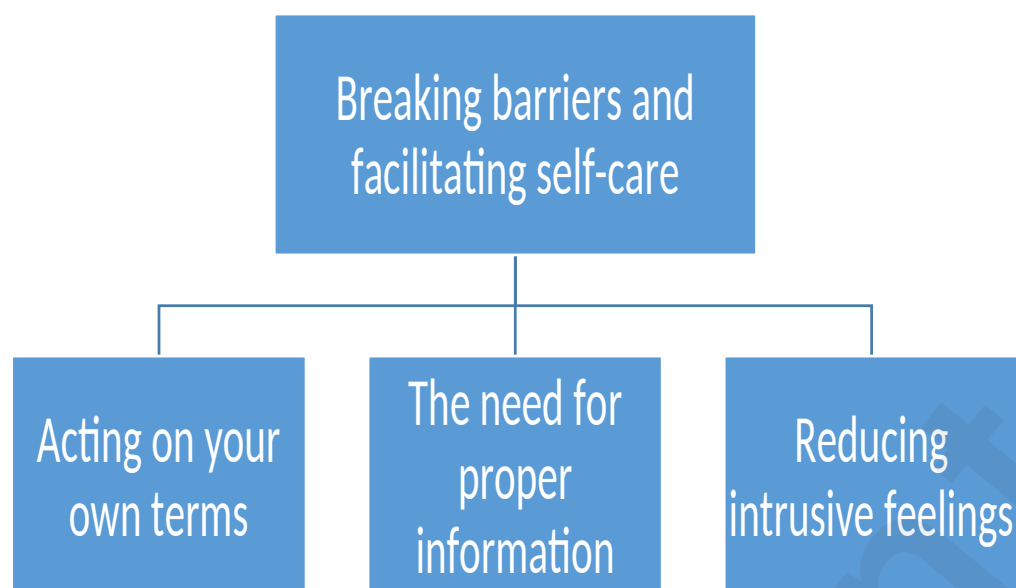 Breaking barriers and
facilitating self-care
Acting on your
own terms
The need for
proper
information
Reducing
intrusive feelings